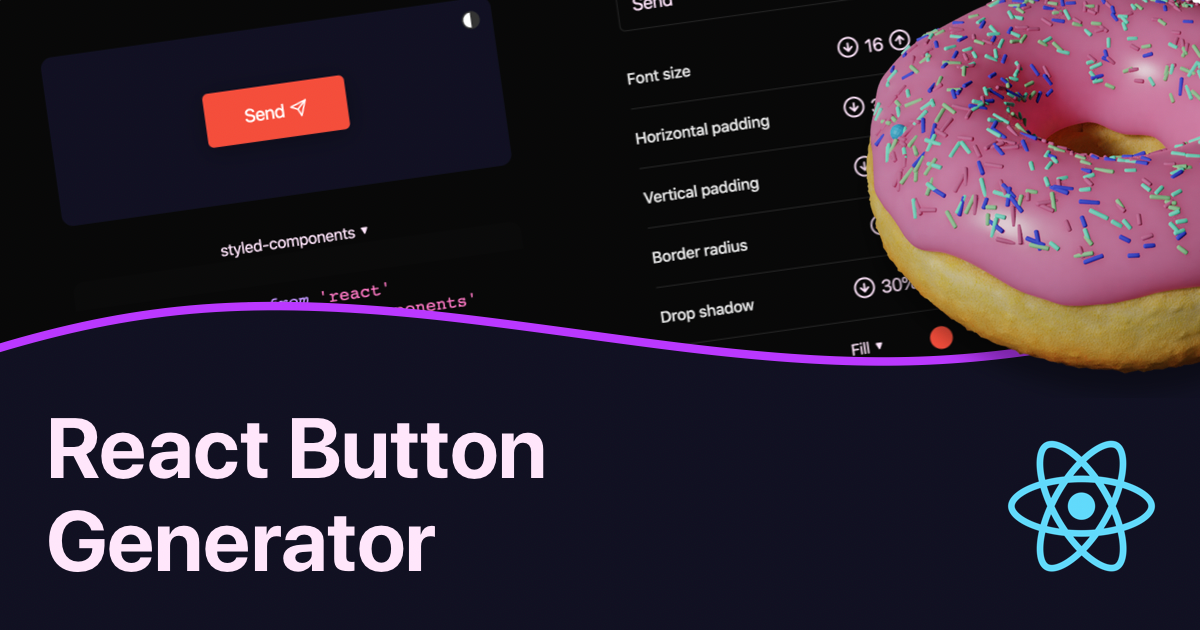 Send
Send
16
Font size
Horizontal padding
Vertical padding
Border radius
Drop shadow
30%
Fill
styled-components
from 'react'
React Button
Generator